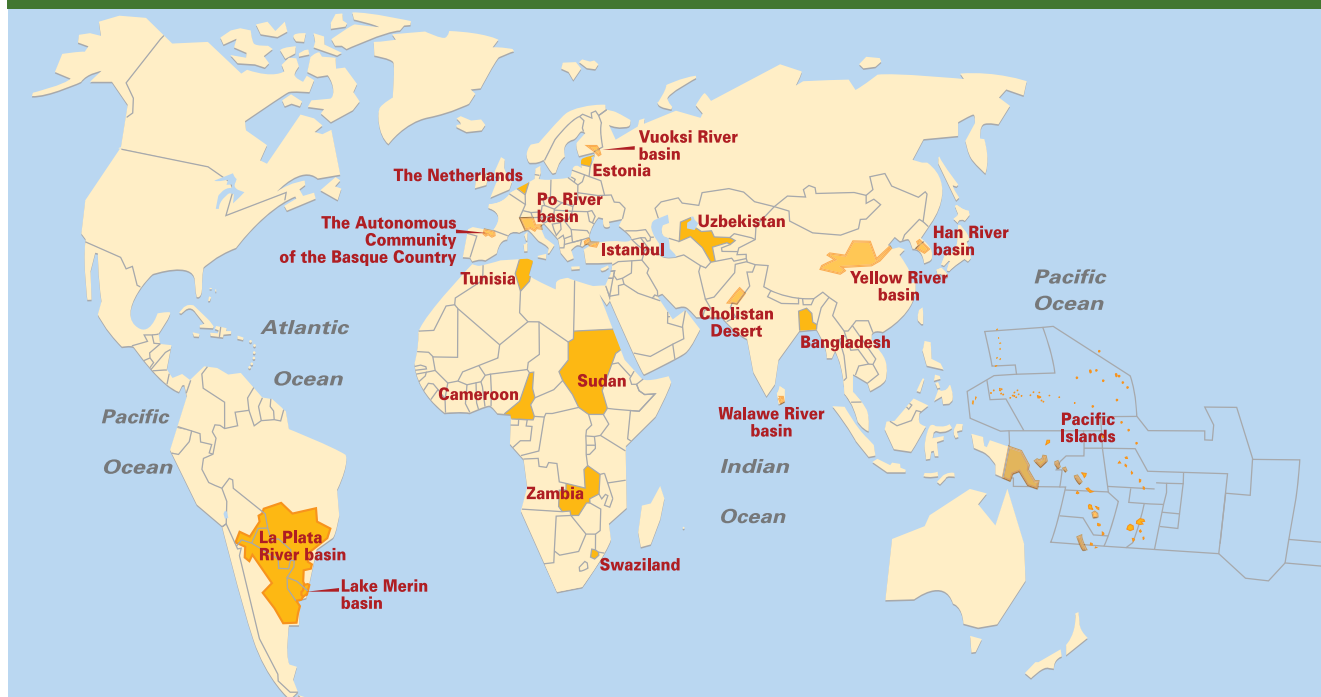 Vuoksi River
basin
The Netherlands
Estonia
Po River
basin
The Autonomous
Community
of the Basque Country
Uzbekistan
Han River
basin
Istanbul
Tunisia
Yellow River
basin
Pacific
Ocean
Cholistan
Desert
Atlantic
Ocean
Bangladesh
Cameroon
Sudan
Pacific
Ocean
Walawe River
basin
Pacific
Islands
Indian
Ocean
Zambia
La Plata
River basin
Swaziland
Lake Merin
basin